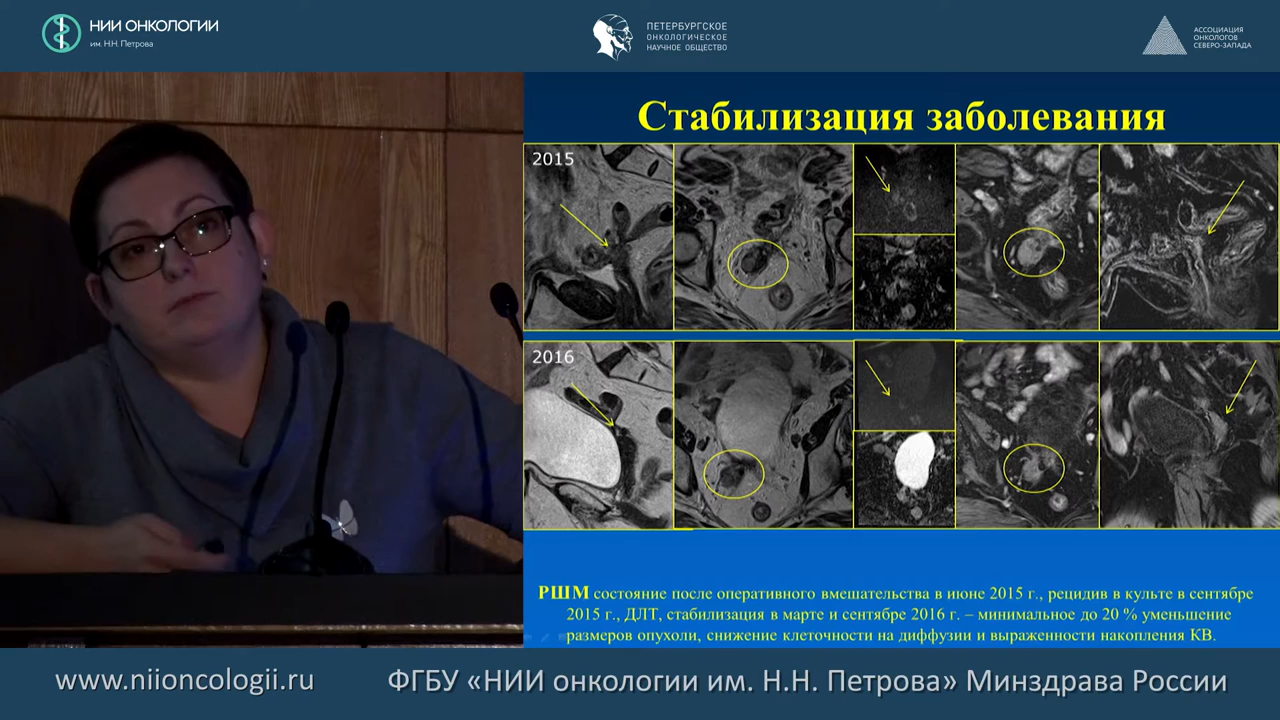 НИИ ОНКОЛОГИИ
им. Н.Н. Петрова
ПЕТЕРБУРГСКОЕ
ОНКОЛОГИЧЕСКОЕ
НАУЧНОЕ ОБЩЕСТВО
АССОЦИАЦИЯ
ОНКОЛОГОВ
СЕВЕРО-ЗАПАДА
Стабилизация заболевания
2015
2016
РШМ состояние после оперативного вмешательства в июне 2015 г., рецидив в культе в сентябре
2015 г., ДЛТ, стабилизация в марте и сентябре 2016 г. – минимальное до 20 % уменьшение
размеров опухоли, снижение клеточности на диффузии и выраженности накопления КВ.
www.niioncologii.ru
ФГБУ «НИИ онкологии им. Н.Н. Петрова» Минздрава России